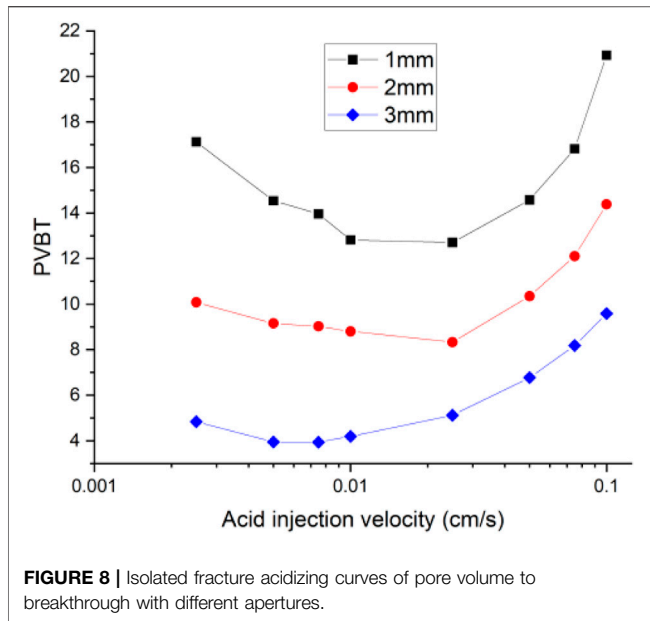 22
20
18
16
14
12
10
8
6
4
PVBT
1mm
2mm
3mm
0.001
0.01
0.1
Acid injection velocity (cm/s)
FIGURE 8 | Isolated fracture acidizing curves of pore volume to
breakthrough with different apertures.